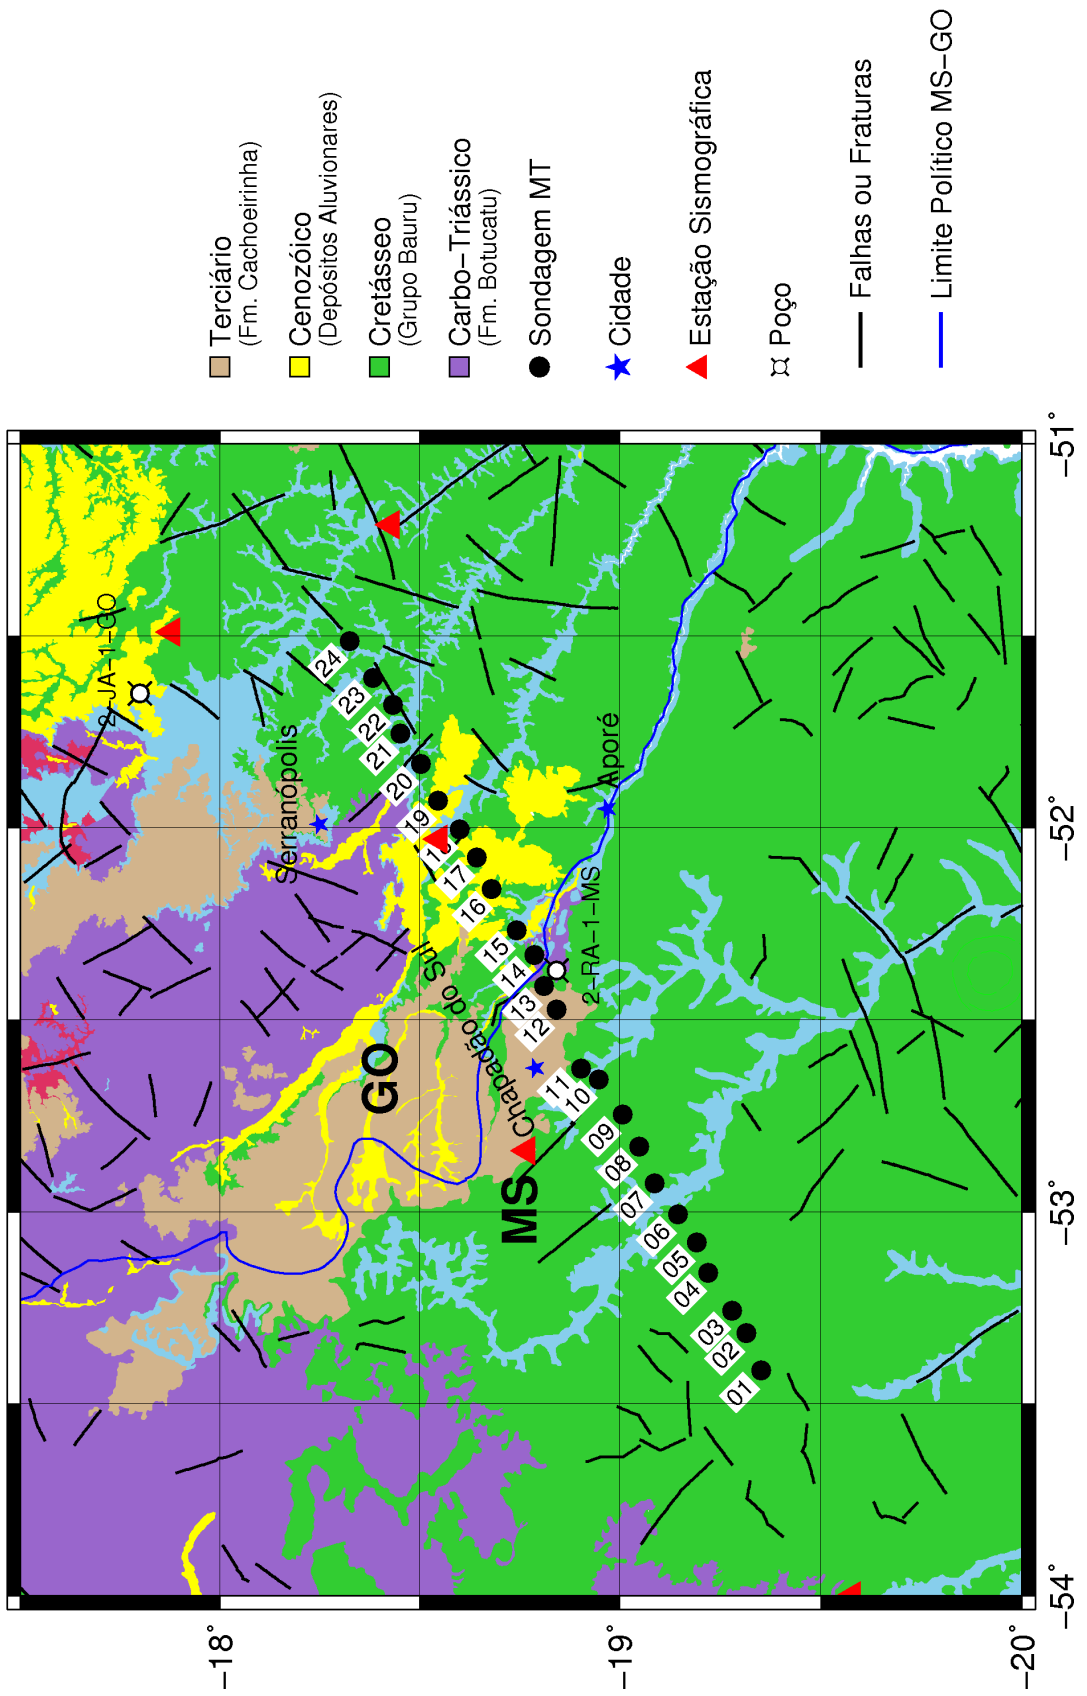 Terciário
(Fm. Cachoeirinha)
Cenozóico
(Depósitos Aluvionares)
Cretásseo
(Grupo Bauru)
Carbo-Triássico
(Fm. Botucatu)
Sondagem MT
Cidade
Estação Sismográfica
Poço
Falhas ou Fraturas
Limite Político MS-GO
2-JA-1-GO
Serranópolis
GO
Chapadão do Sul
MS
Aporé
2-RA-1-MS
01
02
03
04
05
06
07
08
09
10
11
12
13
14
15
16
17
18
19
20
21
22
23
24
-18°
-19°
-20°
-54°
-53°
-52°
-51°